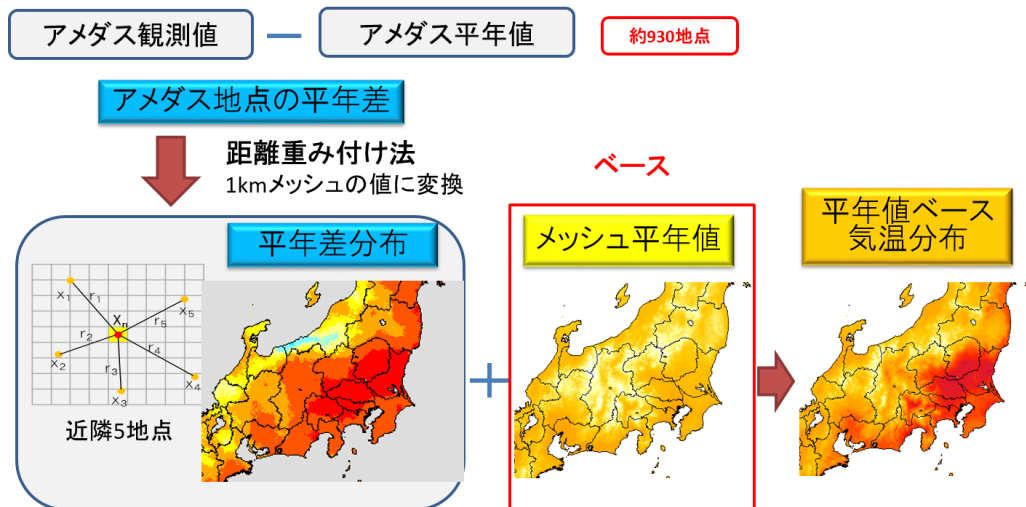 アメダス観測値
アメダス平年値
約930地点
アメダス地点の平年差
距離重み付け法
1kmメッシュの値に変換
ベース
平年差分布
メッシュ平年値
平年値ベース
気温分布
x₁
r₁
Xₙ
x₅
r₅
r₂
r₄
x₂
r₃
x₄
x₃
近隣5地点